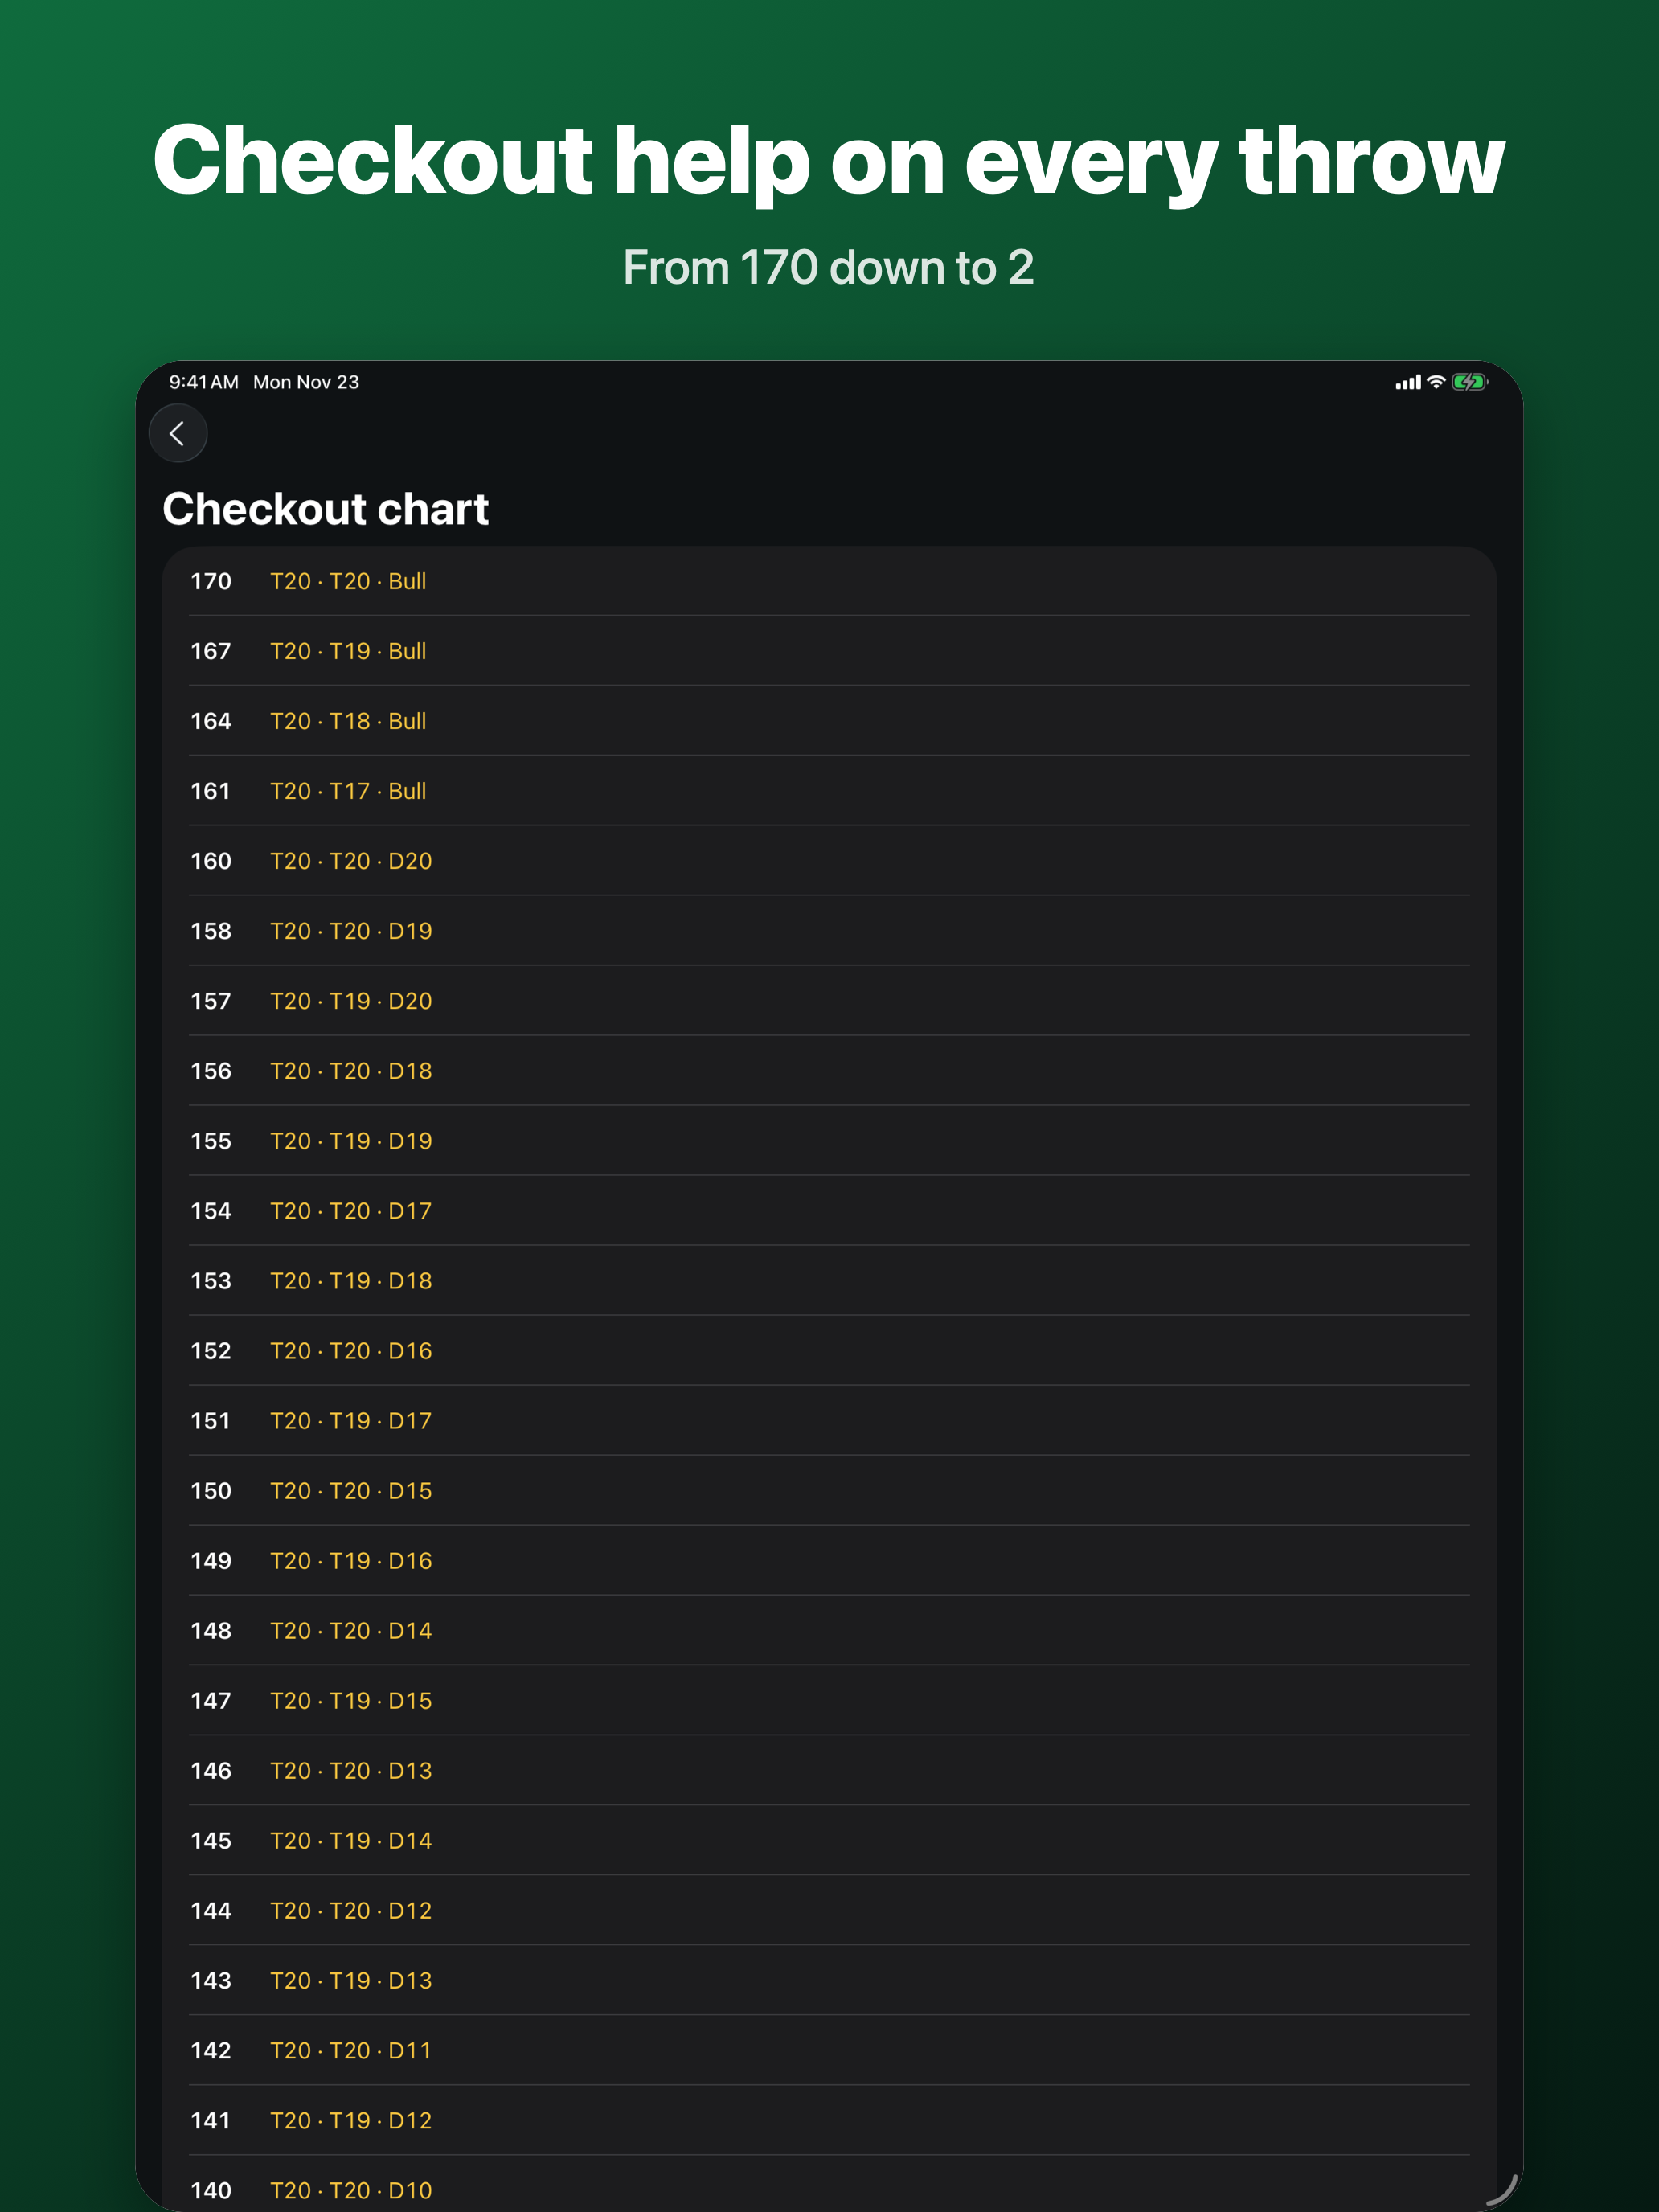 Checkout help on every throw
From 170 down to 2
9:41 AM Mon Nov 23
Checkout chart
170 T20 · T20 · Bull
167 T20 · T19 · Bull
164 T20 · T18 · Bull
161 T20 · T17 · Bull
160 T20 · T20 · D20
158 T20 · T20 · D19
157 T20 · T19 · D20
156 T20 · T20 · D18
155 T20 · T19 · D19
154 T20 · T20 · D17
153 T20 · T19 · D18
152 T20 · T20 · D16
151 T20 · T19 · D17
150 T20 · T20 · D15
149 T20 · T19 · D16
148 T20 · T20 · D14
147 T20 · T19 · D15
146 T20 · T20 · D13
145 T20 · T19 · D14
144 T20 · T20 · D12
143 T20 · T19 · D13
142 T20 · T20 · D11
141 T20 · T19 · D12
140 T20 · T20 · D10